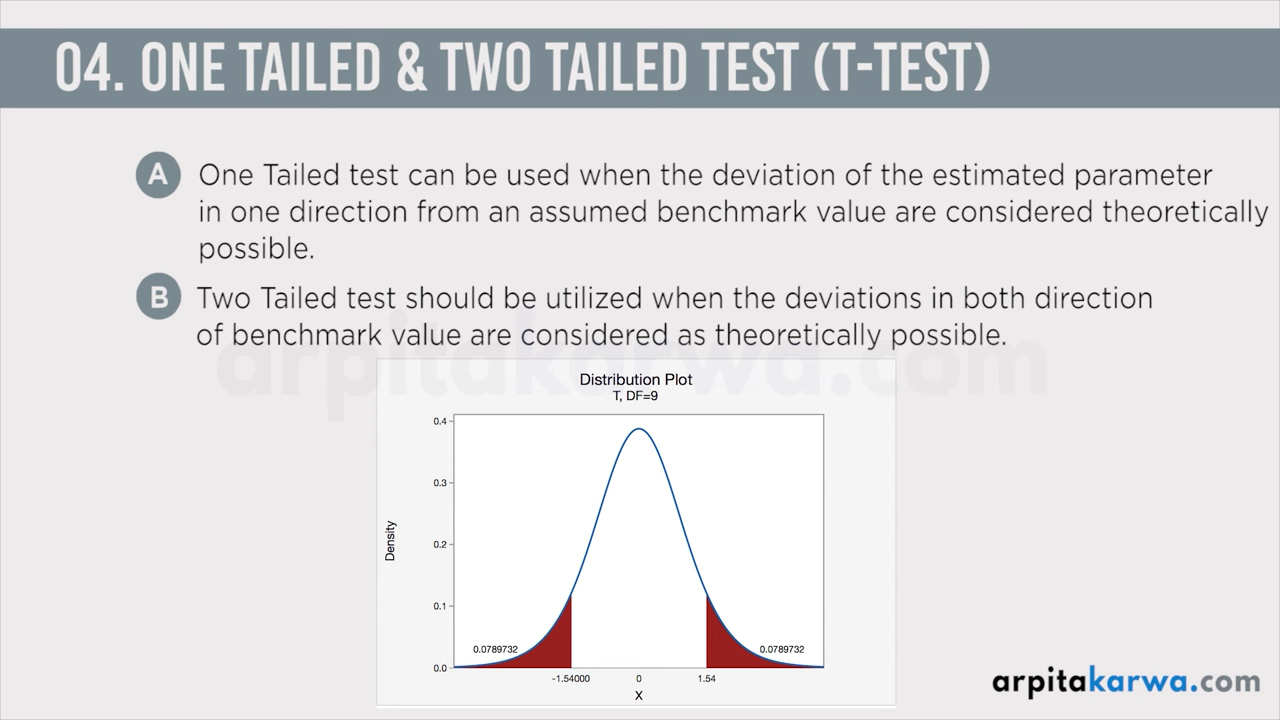 04. ONE TAILED & TWO TAILED TEST (T-TEST)
A One Tailed test can be used when the deviation of the estimated parameter
in one direction from an assumed benchmark value are considered theoretically
possible.
B Two Tailed test should be utilized when the deviations in both direction
of benchmark value are considered as theoretically possible.
arpitakarwa.com
Distribution Plot
T, DF=9
0.4
0.3
Density
0.2
0.1
0.0789732 0.0789732
0.0
-1.54000 0 1.54
X
arpitakarwa.com